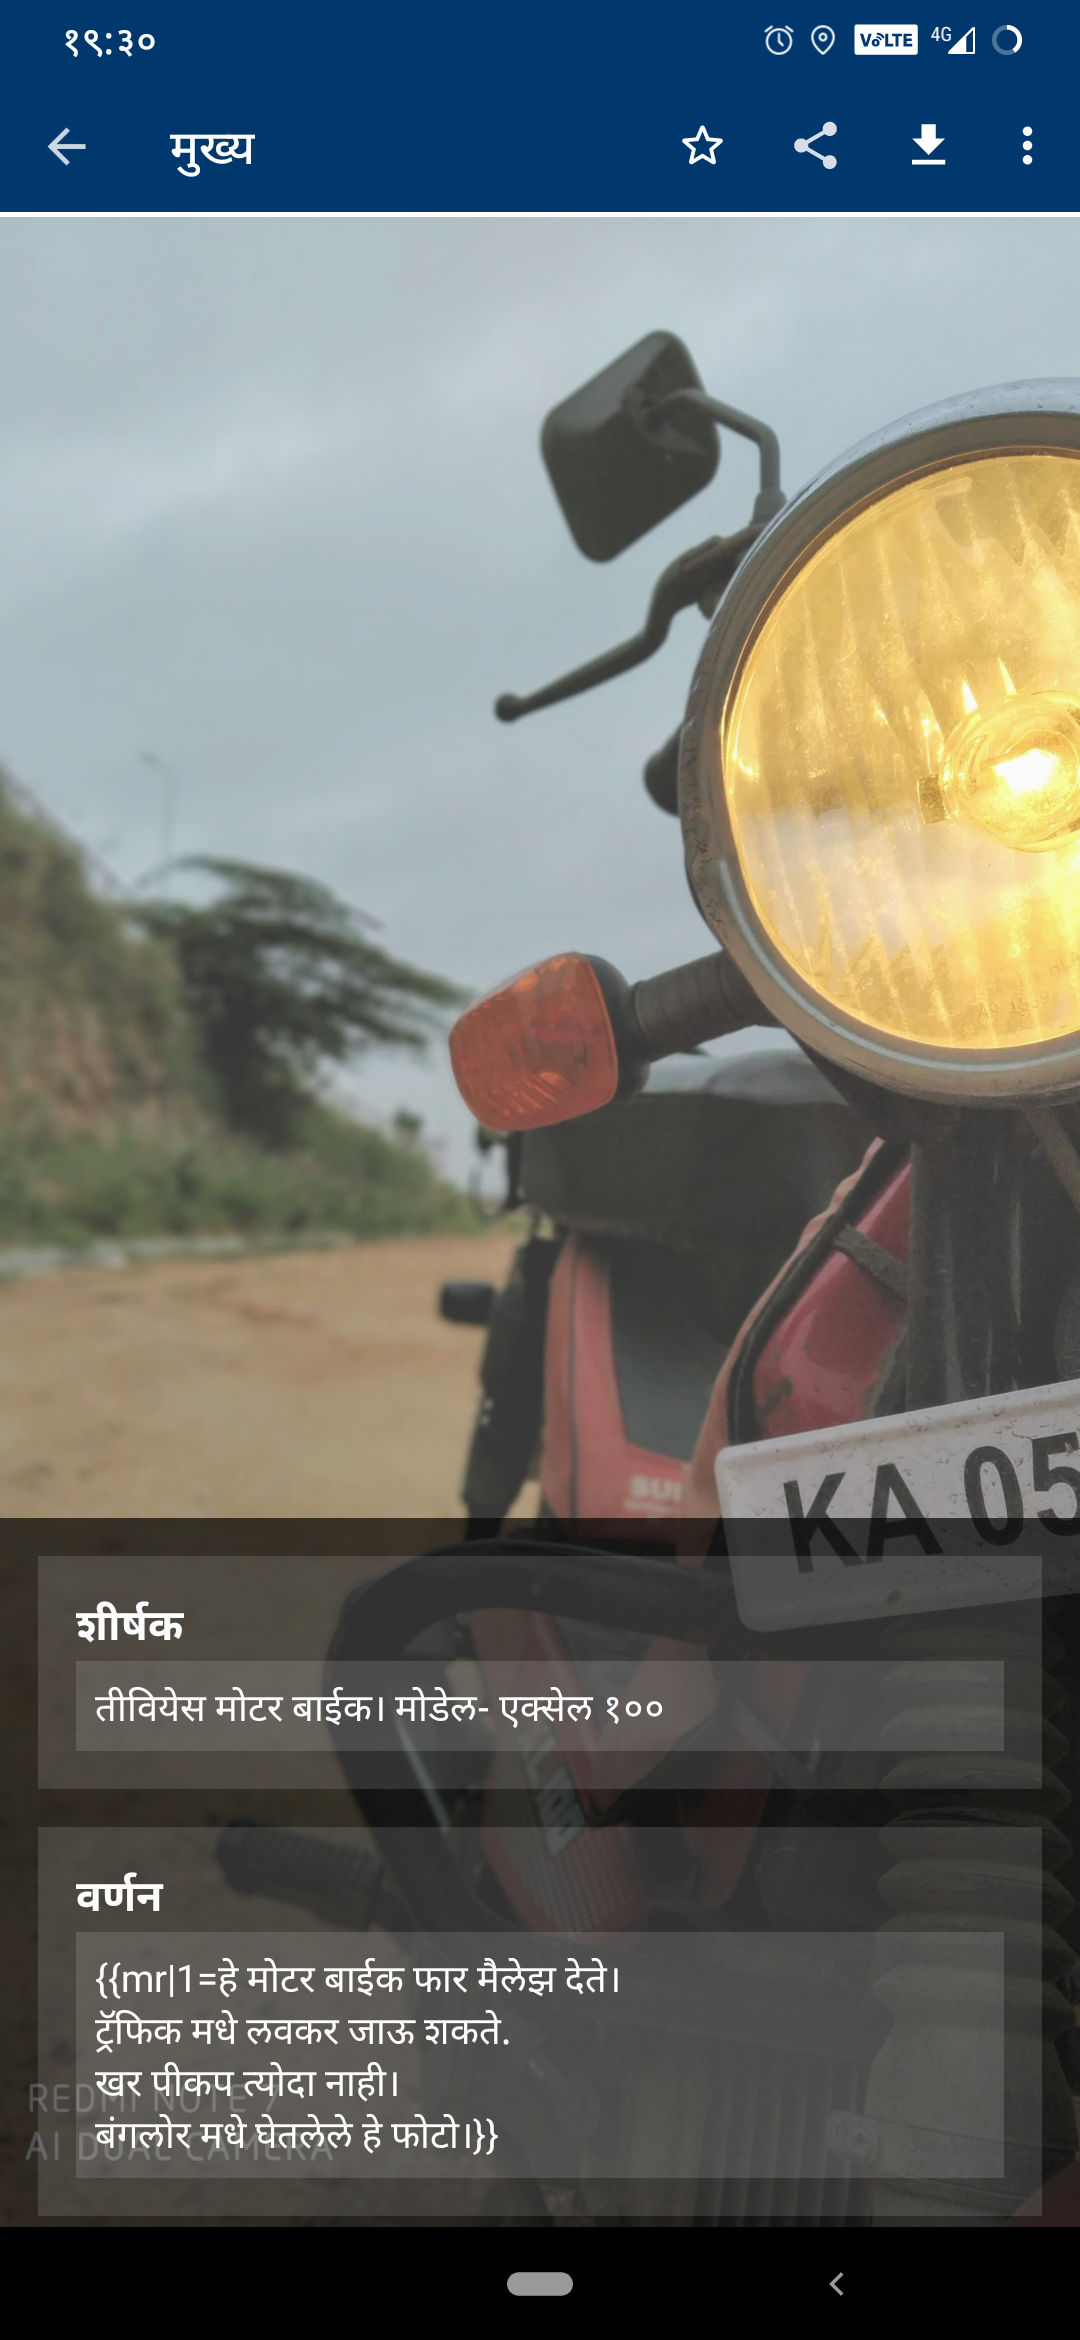 १९:३०
VoLTE 4G
मुख्य
SU
KA 05
शीर्षक
तीवियेस मोटर बाईक। मोडेल- एक्सेल १००
वर्णन
{{mr|1=हे मोटर बाईक फार मैलेझ देते।
ट्रॅफिक मधे लवकर जाऊ शकते.
खर पीकप त्योदा नाही।
बंगलोर मधे घेतलेले हे फोटो।}}
REDMI NOTE 7
AI DUAL CAMERA